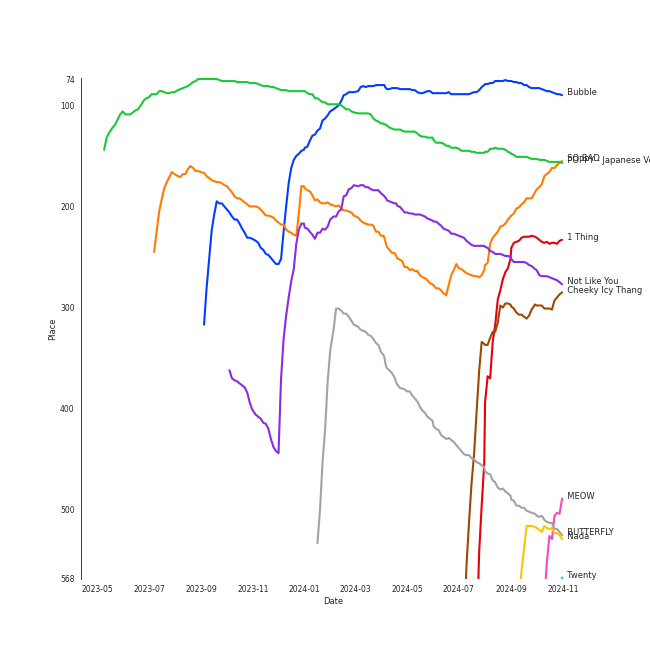 74
100
200
300
400
500
568
Place
2023-05
2023-07
2023-09
2023-11
2024-01
2024-03
2024-05
2024-07
2024-09
2024-11
Date
Bubble
SO BAD
POPPY - Japanese Ve
1 Thing
Not Like You
Cheeky Icy Thang
MEOW
BUTTERFLY
Nada
Twenty